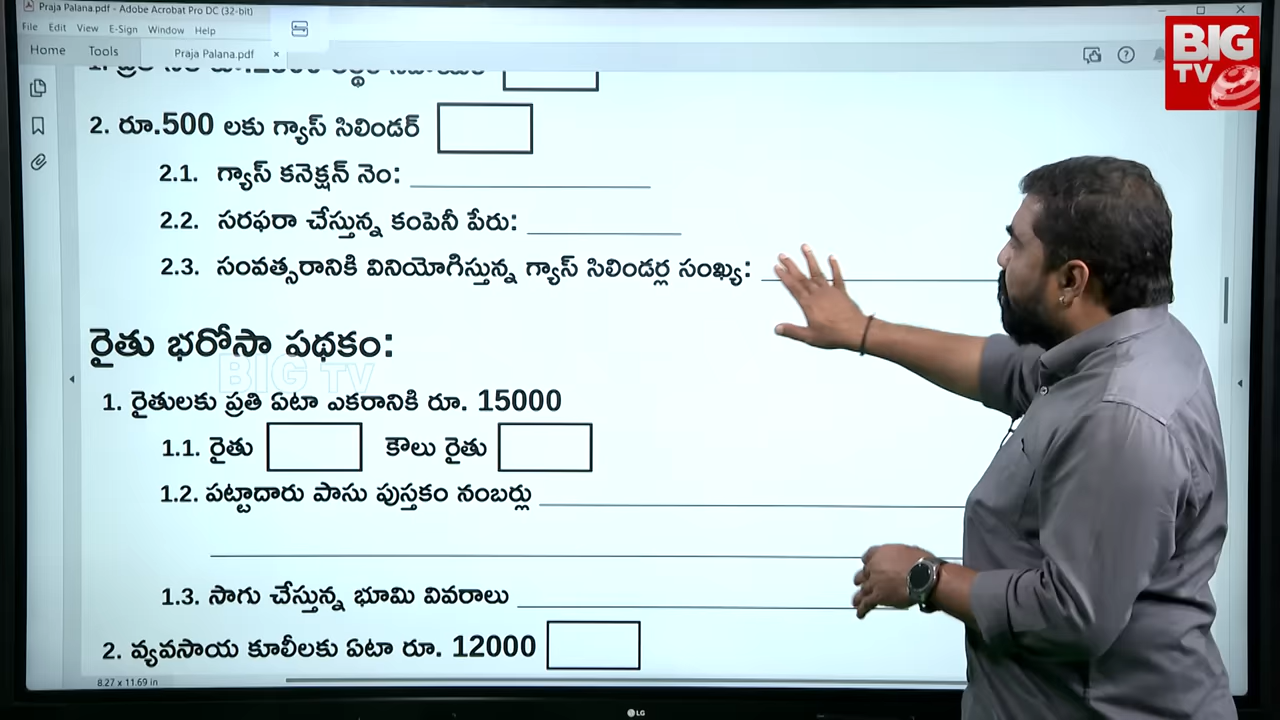 Praja Palana.pdf - Adobe Acrobat Pro DC (32-bit)
File Edit View E-Sign Window Help
Home Tools Praja Palana.pdf ×
BIG TV
2. రూ.500 లకు గ్యాస్ సిలిండర్
2.1. గ్యాస్ కనెక్షన్ నెం:
2.2. సరఫరా చేస్తున్న కంపెనీ పేరు:
2.3. సంవత్సరానికి వినియోగిస్తున్న గ్యాస్ సిలిండర్ల సంఖ్య:
రైతు భరోసా పథకం:
BIG TV
1. రైతులకు ప్రతి ఏటా ఎకరానికి రూ. 15000
1.1. రైతు కౌలు రైతు
1.2. పట్టాదారు పాసు పుస్తకం నంబర్లు
1.3. సాగు చేస్తున్న భూమి వివరాలు
2. వ్యవసాయ కూలీలకు ఏటా రూ. 12000
8.27 x 11.69 in
LG